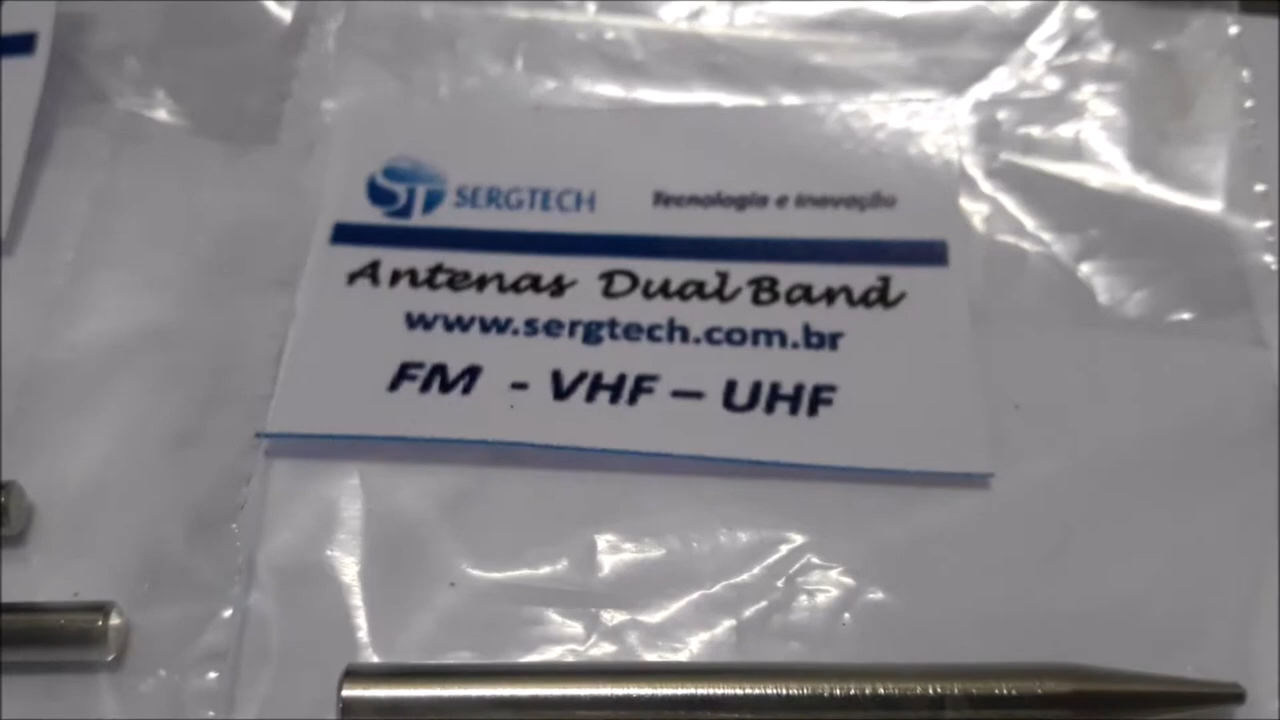 ST SERGTECH Tecnologia e Inovação
Antenas Dual Band
www.sergtech.com.br
FM - VHF – UHF